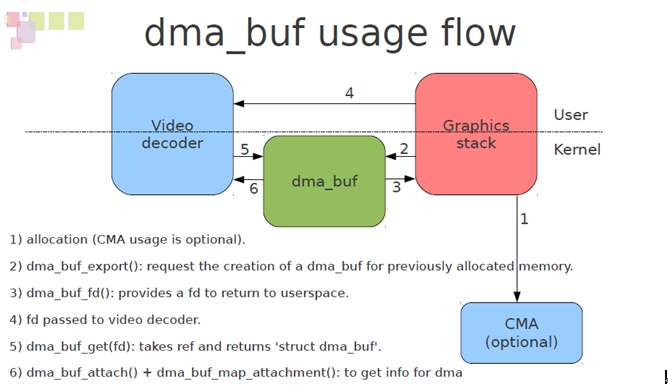 dma_buf usage flow
4
Video
decoder
Graphics
stack
User
Kernel
5
2
dma_buf
6
3
1
1) allocation (CMA usage is optional).
2) dma_buf_export(): request the creation of a dma_buf for previously allocated memory.
3) dma_buf_fd(): provides a fd to return to userspace.
4) fd passed to video decoder.
5) dma_buf_get(fd): takes ref and returns 'struct dma_buf'.
6) dma_buf_attach() + dma_buf_map_attachment(): to get info for dma
CMA
(optional)